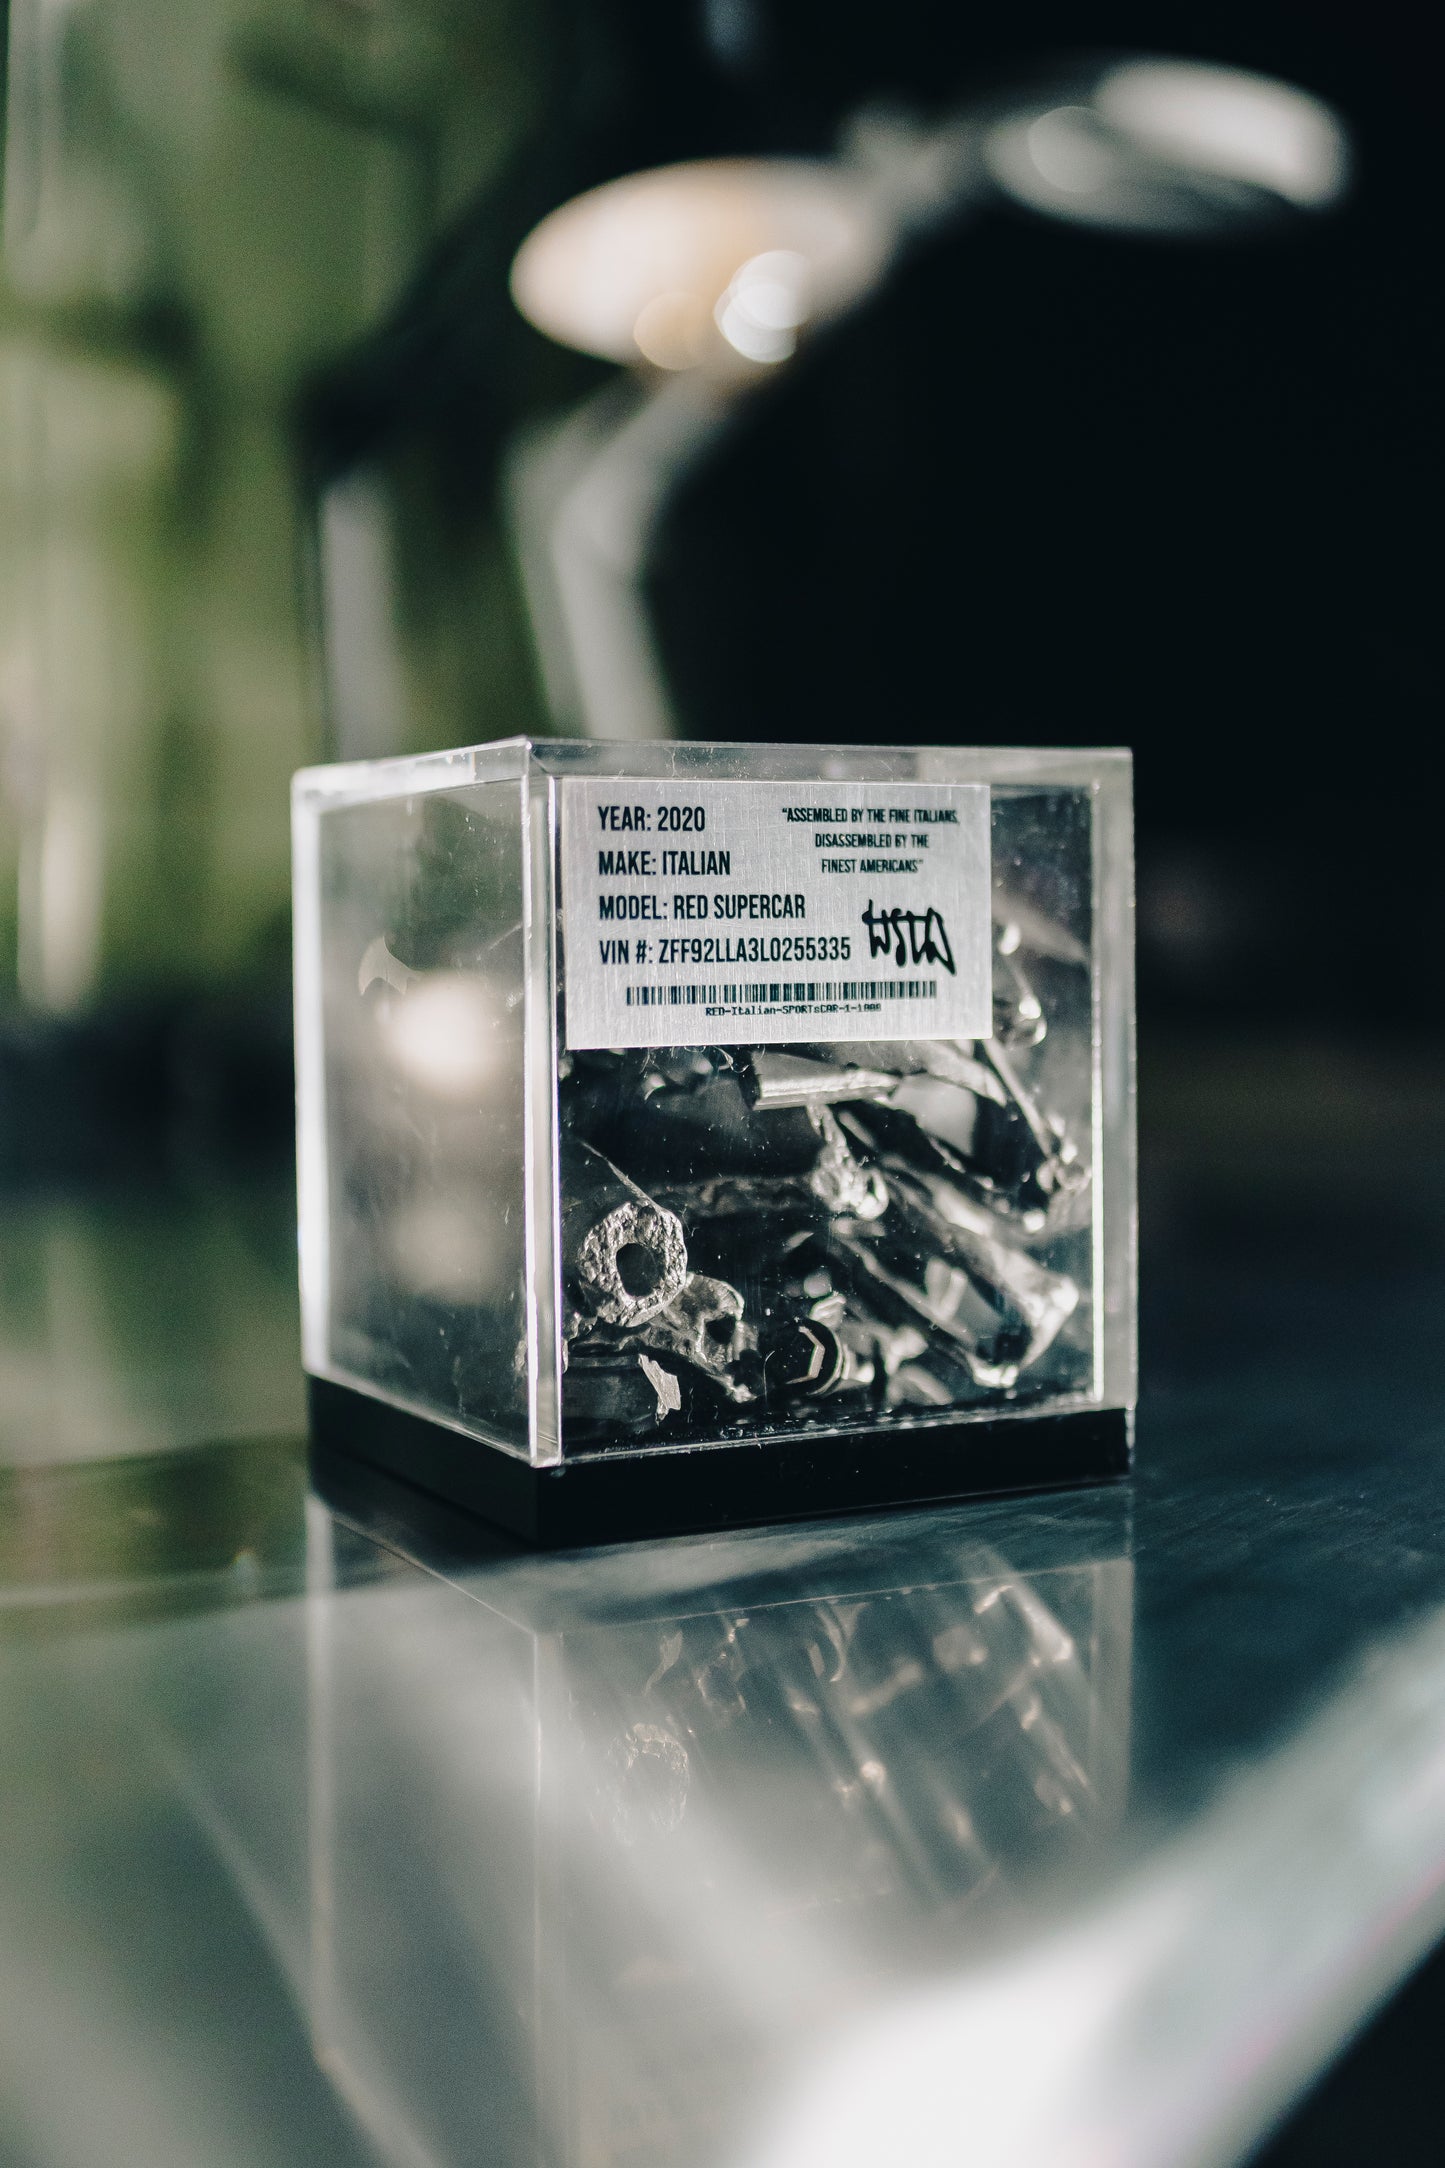 YEAR: 2020
MAKE: ITALIAN
MODEL: RED SUPERCAR
VIN #: ZFF92LLA3L0255335
"ASSEMBLED BY THE FINE ITALIANS,
DISASSEMBLED BY THE
FINEST AMERICANS"
RED-Italian-SPORTsCAR-1-1000